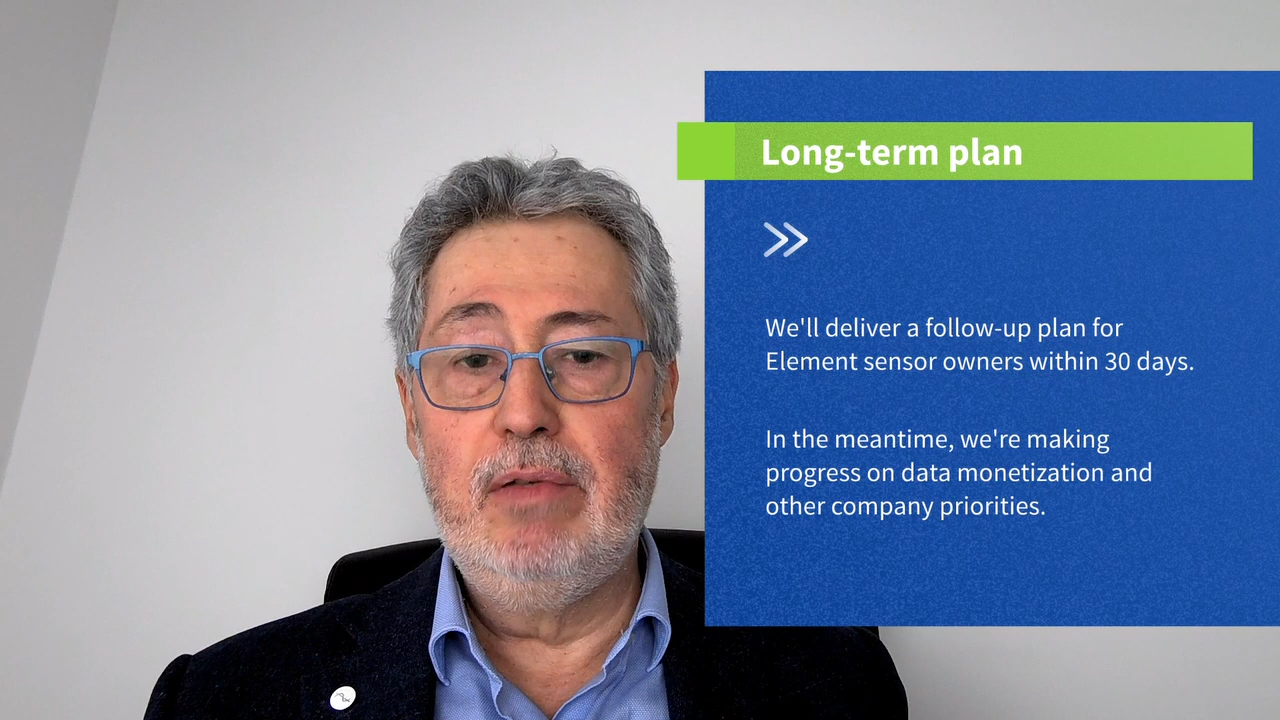 Long-term plan
We'll deliver a follow-up plan for
Element sensor owners within 30 days.
In the meantime, we're making
progress on data monetization and
other company priorities.